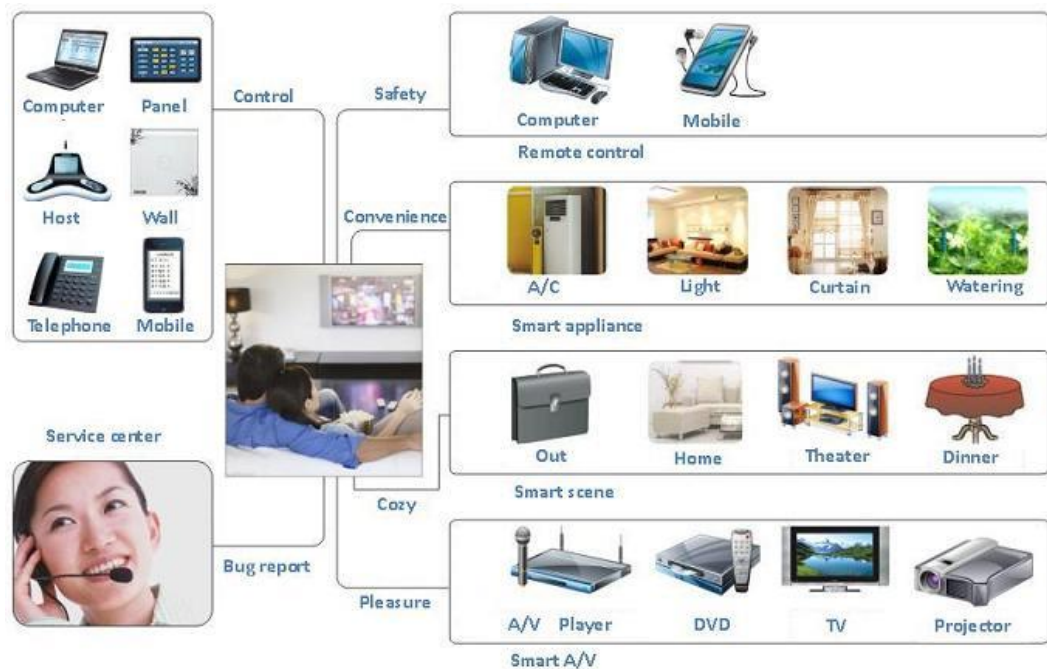 Computer Panel
Host Wall
Telephone Mobile
Control
Service center
Bug report
Safety
Computer Mobile
Remote control
Convenience
A/C Light Curtain Watering
Smart appliance
Cozy
Out Home Theater Dinner
Smart scene
Pleasure
A/V Player DVD TV Projector
Smart A/V